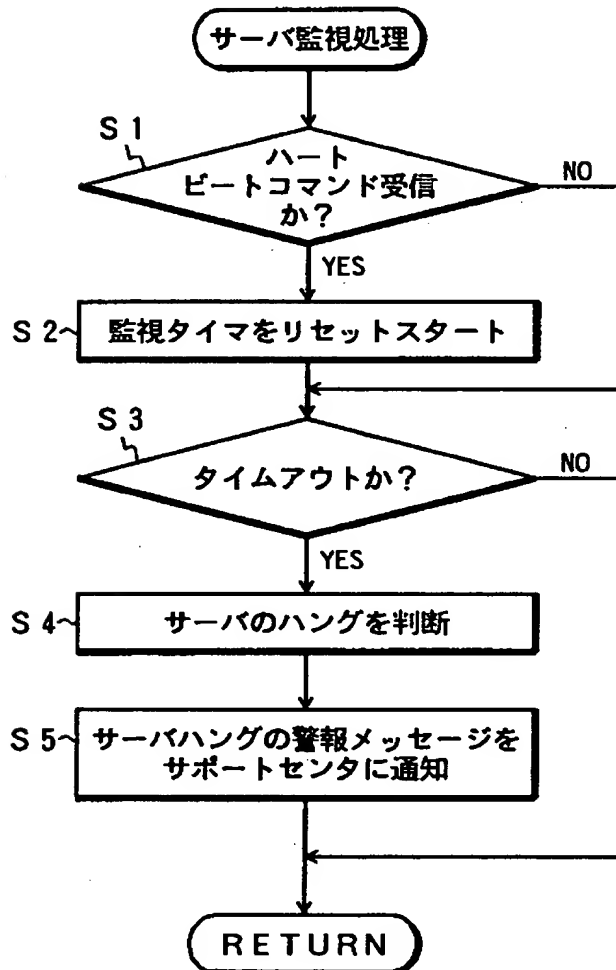 サーバ監視処理
S1
ハート
ビートコマンド受信
か?
NO
YES
S2
監視タイマをリセットスタート
S3
タイムアウトか?
NO
YES
S4
サーバのハングを判断
S5
サーバハングの警報メッセージを
サポートセンタに通知
RETURN